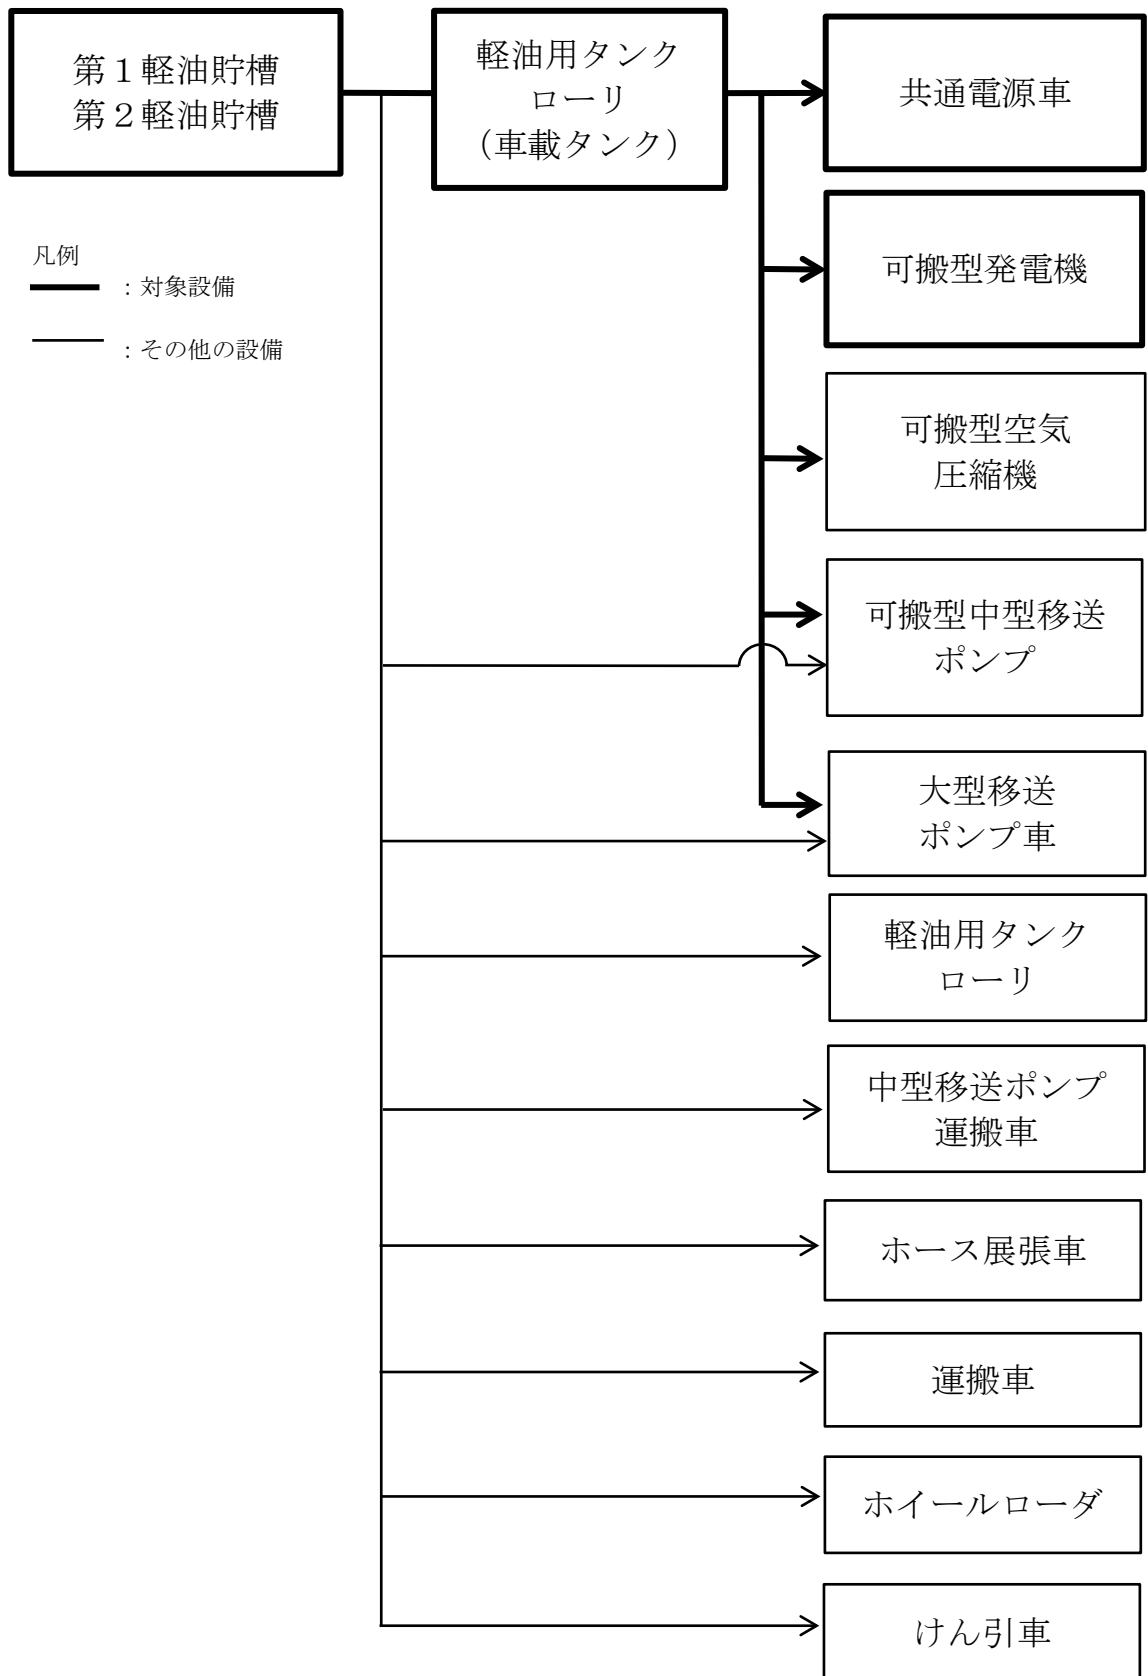 第１軽油貯槽
第２軽油貯槽
軽油用タンク
ローリ
（車載タンク）
共通電源車
凡例
：対象設備
：その他の設備
可搬型発電機
可搬型空気
圧縮機
可搬型中型移送
ポンプ
大型移送
ポンプ車
軽油用タンク
ローリ
中型移送ポンプ
運搬車
ホース展張車
運搬車
ホイールローダ
けん引車